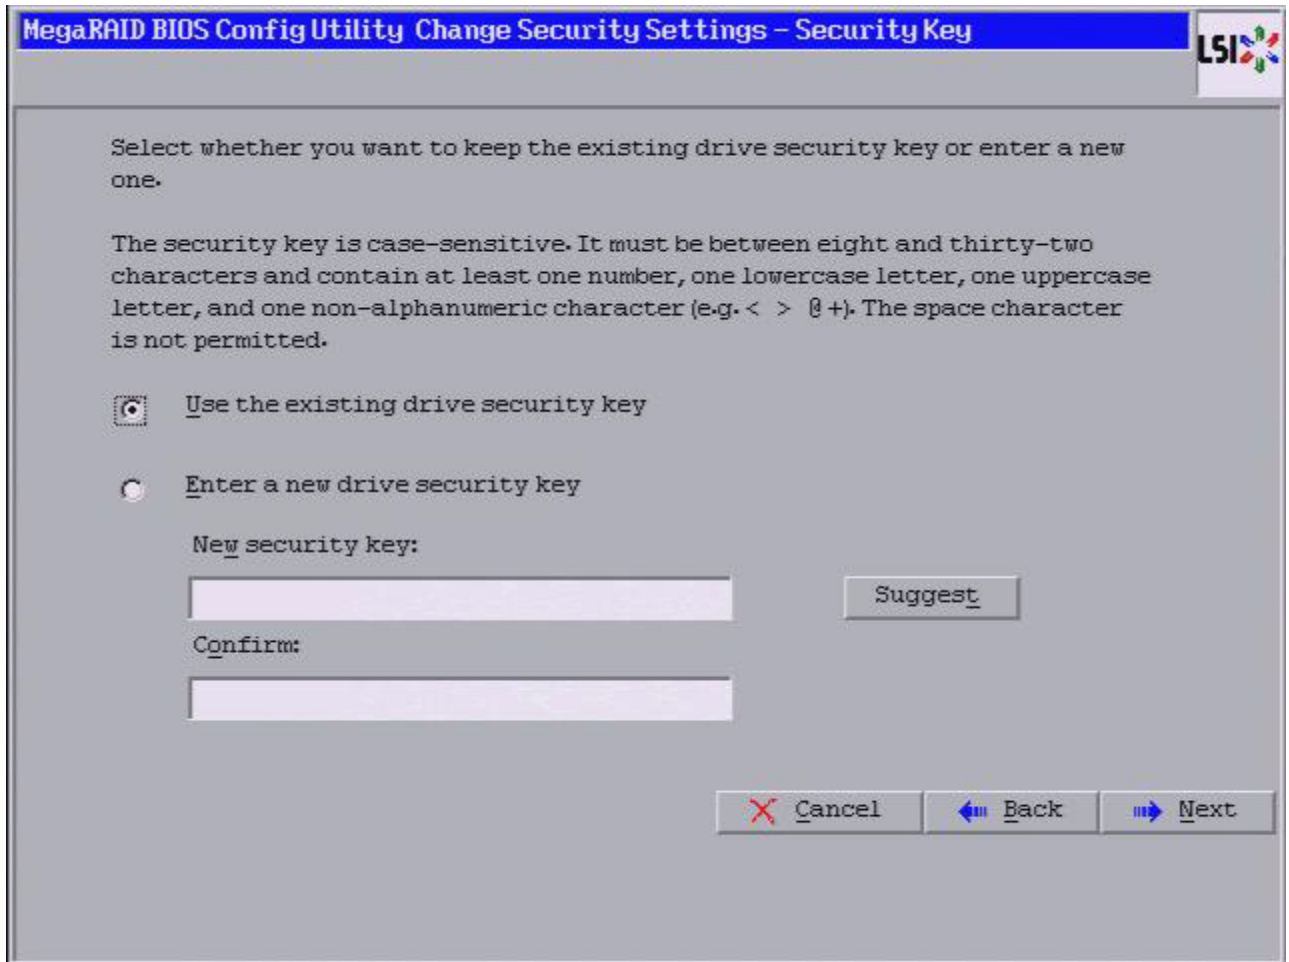 MegaRAID BIOS Config Utility Change Security Settings - Security Key
LSI
Select whether you want to keep the existing drive security key or enter a new
one.
The security key is case-sensitive. It must be between eight and thirty-two
characters and contain at least one number, one lowercase letter, one uppercase
letter, and one non-alphanumeric character (e.g. < > @ +). The space character
is not permitted.
Use the existing drive security key
Enter a new drive security key
New security key:
Suggest
Confirm:
Cancel Back Next